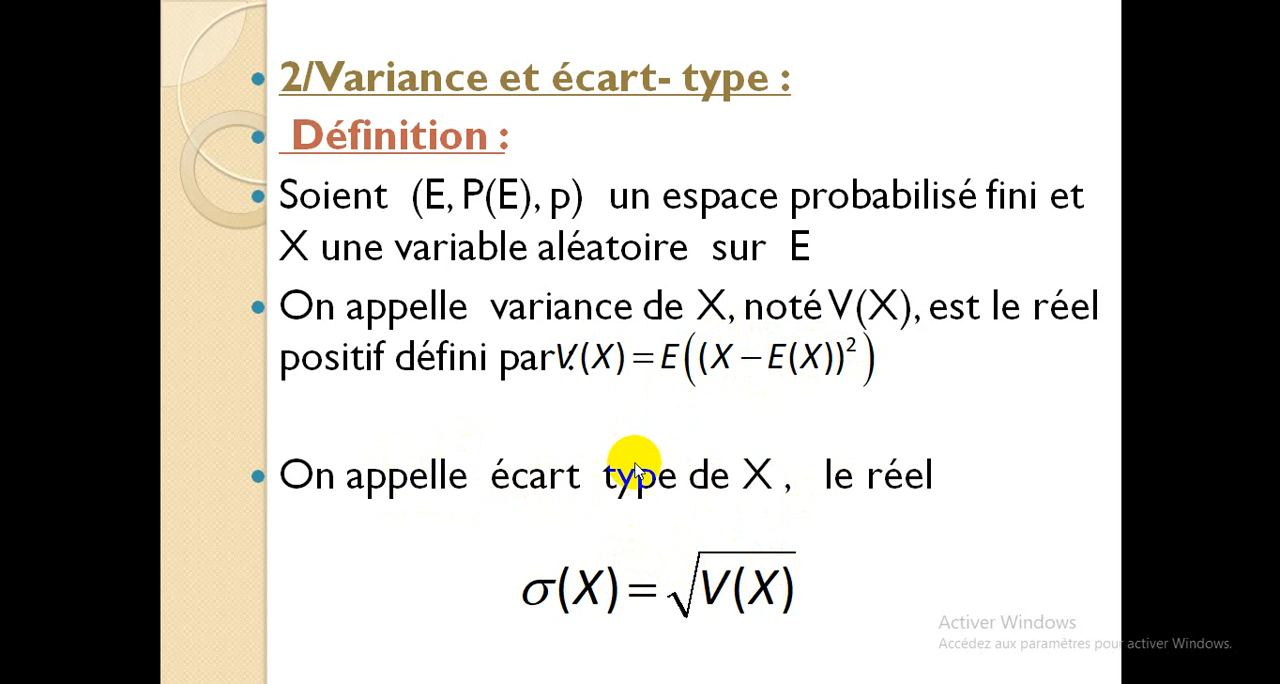 2/Variance et écart- type :
Définition :
Soient (E, P(E), p) un espace probabilisé fini et
X une variable aléatoire sur E
On appelle variance de X, noté V(X), est le réel
positif défini par V(X) = E((X − E(X))²)
On appelle écart type de X , le réel
σ(X) = √V(X)
Activer Windows
Accédez aux paramètres pour activer Windows.